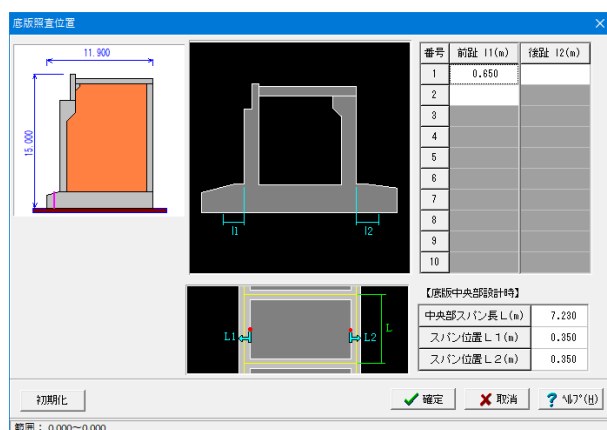 底版照査位置
11.900
15.000
l1
l2
L1
L2
L
番号 前趾 l1(m) 後趾 l2(m)
1 0.650
2
3
4
5
6
7
8
9
10
【底版中央部設計時】
中央部スパン長L(m) 7.230
スパン位置L1(m) 0.350
スパン位置L2(m) 0.350
初期化
確定
取消
? ヘルプ(H)
範囲： 0.000～0.000